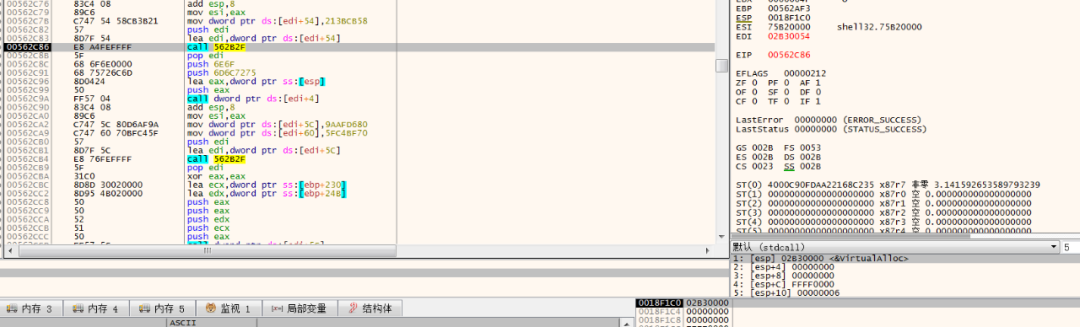 00562C76 83C4 08 add esp,8
00562C79 89C6 mov esi,eax
00562C7B C747 54 58CB3B21 mov dword ptr ds:[edi+54],213BCB58
00562C82 57 push edi
00562C83 8D7F 54 lea edi,dword ptr ds:[edi+54]
00562C86 E8 A4FEFFFF call 562B2F
00562C8B 5F pop edi
00562C8C 68 6F6E0000 push 6E6F
00562C91 68 75726C6D push 6D6C7275
00562C96 8D0424 lea eax,dword ptr ss:[esp]
00562C99 50 push eax
00562C9A FF57 04 call dword ptr ds:[edi+4]
00562C9D 83C4 08 add esp,8
00562CA0 89C6 mov esi,eax
00562CA2 C747 5C 80D6AF9A mov dword ptr ds:[edi+5C],9AAFD680
00562CA9 C747 60 70BFC45F mov dword ptr ds:[edi+60],5FC4BF70
00562CB0 57 push edi
00562CB1 8D7F 5C lea edi,dword ptr ds:[edi+5C]
00562CB4 E8 76FEFFFF call 562B2F
00562CB9 5F pop edi
00562CBA 31C0 xor eax,eax
00562CBC 8D8D 30020000 lea ecx,dword ptr ss:[ebp+230]
00562CC2 8D95 4B020000 lea edx,dword ptr ss:[ebp+24B]
00562CC8 50 push eax
00562CC9 50 push eax
00562CCA 52 push edx
00562CCB 51 push ecx
00562CCC 50 push eax
EBP 00562AF3
ESP 0018F1C0
ESI 75B20000 shell32.75B20000
EDI 02B30054
EIP 00562C86
EFLAGS 00000212
ZF 0 PF 0 AF 1
OF 0 SF 0 DF 0
CF 0 TF 0 IF 1
LastError 00000000 (ERROR_SUCCESS)
LastStatus 00000000 (STATUS_SUCCESS)
GS 002B FS 0053
ES 002B DS 002B
CS 0023 SS 002B
ST(0) 4000C90FDAA22168C235 x87r7 非零 3.141592653589793239
ST(1) 00000000000000000000 x87r0 空 0.000000000000000000
ST(2) 00000000000000000000 x87r1 空 0.000000000000000000
ST(3) 00000000000000000000 x87r2 空 0.000000000000000000
ST(4) 00000000000000000000 x87r3 空 0.000000000000000000
ST(5) 00000000000000000000 x87r4 空 0.000000000000000000
默认 (stdcall) 5
1: [esp] 02B30000 <&VirtualAlloc>
2: [esp+4] 00000000
3: [esp+8] 00000000
4: [esp+C] FFFF0000
5: [esp+10] 00000006
内存 3 内存 4 内存 5 监视 1 局部变量 结构体
ASCII
0018F1C0 02B30000
0018F1C4 00000000
0018F1C8 00000000